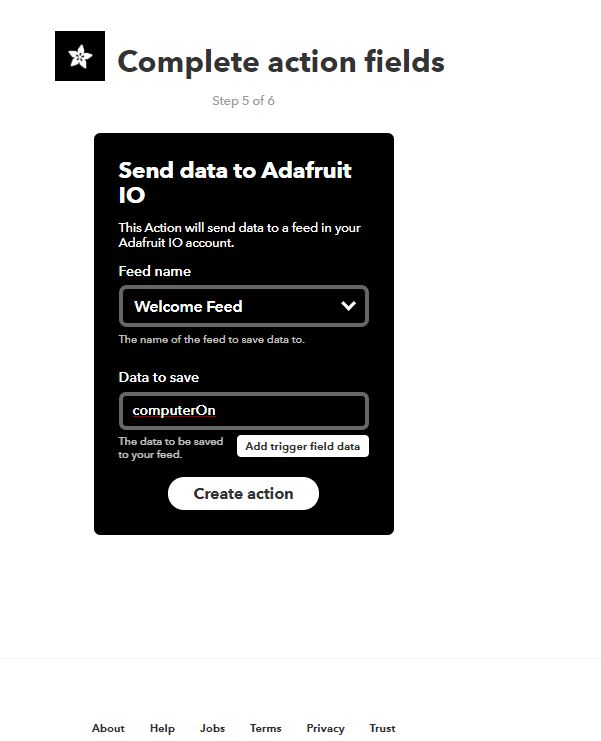 Complete action fields
Step 5 of 6
Send data to Adafruit
IO
This Action will send data to a feed in your
Adafruit IO account.
Feed name
Welcome Feed
The name of the feed to save data to.
Data to save
computerOn
The data to be saved
to your feed.
Add trigger field data
Create action
About Help Jobs Terms Privacy Trust